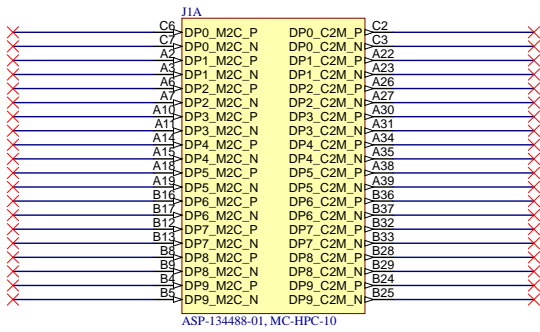 J1A
C6 DP0_M2C_P DP0_C2M_P C2
C7 DP0_M2C_N DP0_C2M_N C3
A2 DP1_M2C_P DP1_C2M_P A22
A3 DP1_M2C_N DP1_C2M_N A23
A6 DP2_M2C_P DP2_C2M_P A26
A7 DP2_M2C_N DP2_C2M_N A27
A10 DP3_M2C_P DP3_C2M_P A30
A11 DP3_M2C_N DP3_C2M_N A31
A14 DP4_M2C_P DP4_C2M_P A34
A15 DP4_M2C_N DP4_C2M_N A35
A18 DP5_M2C_P DP5_C2M_P A38
A19 DP5_M2C_N DP5_C2M_N A39
B16 DP6_M2C_P DP6_C2M_P B36
B17 DP6_M2C_N DP6_C2M_N B37
B12 DP7_M2C_P DP7_C2M_P B32
B13 DP7_M2C_N DP7_C2M_N B33
B8 DP8_M2C_P DP8_C2M_P B28
B9 DP8_M2C_N DP8_C2M_N B29
B4 DP9_M2C_P DP9_C2M_P B24
B5 DP9_M2C_N DP9_C2M_N B25
ASP-134488-01, MC-HPC-10